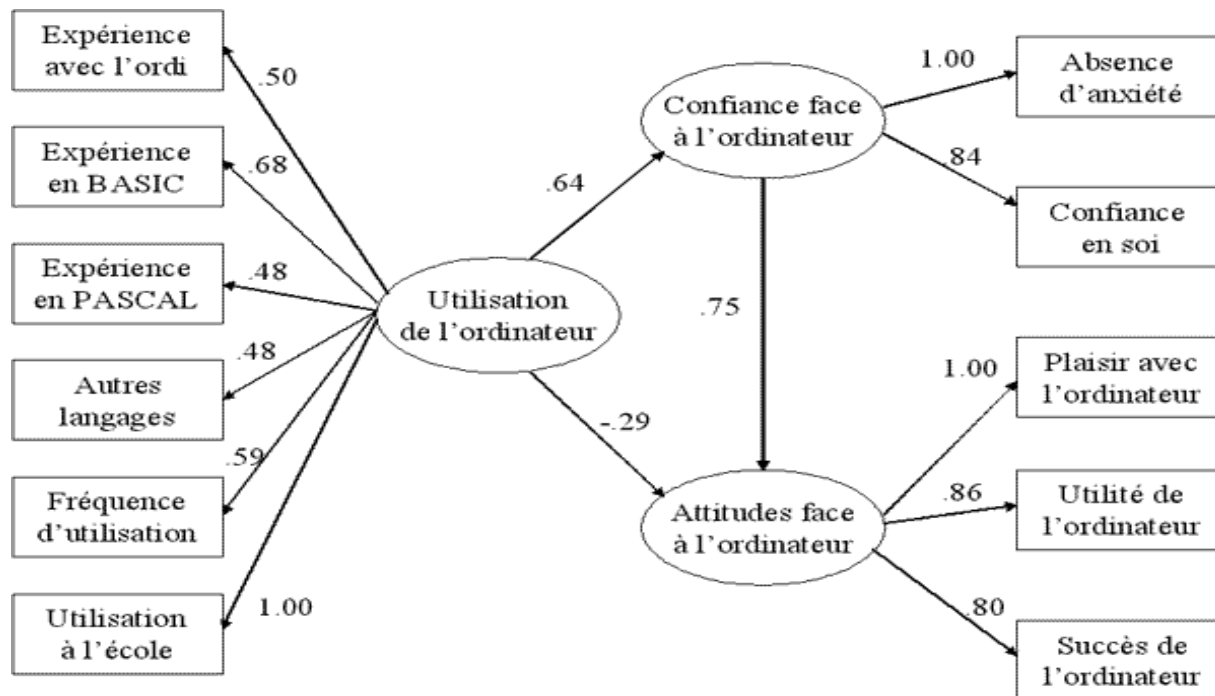 Expérience
avec l'ordi
.50
Expérience
en BASIC
.68
Expérience
en PASCAL
.48
Autres
langages
.48
Fréquence
d'utilisation
.59
Utilisation
à l'école
1.00
Utilisation
de l'ordinateur
.64
-.29
Confiance face
à l'ordinateur
.75
Attitudes face
à l'ordinateur
1.00
Absence
d'anxiété
.84
Confiance
en soi
1.00
Plaisir avec
l'ordinateur
.86
Utilité de
l'ordinateur
.80
Succès de
l'ordinateur